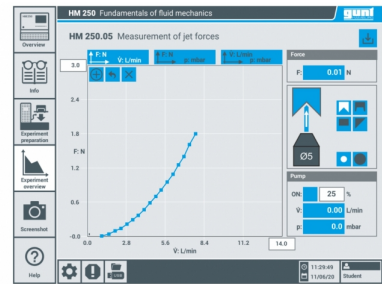 HM 250 Fundamentals of fluid mechanics
gunt
Overview
HM 250.05 Measurement of jet forces
F: N
V̇: L/min
F: N
p: mbar
V̇: L/min
p: mbar
Force
F: 0.01 N
3.0
2.4
1.8
F: N
1.2
0.6
-0.0
0.0 2.8 5.6 8.4 11.2 14.0
V̇: L/min
Info
Experiment
preparation
Experiment
overview
Screenshot
Help
Ø5
Pump
ON: 25 %
V̇: 0.00 L/min
p: 0.0 mbar
11:29:49
11/06/20
Student